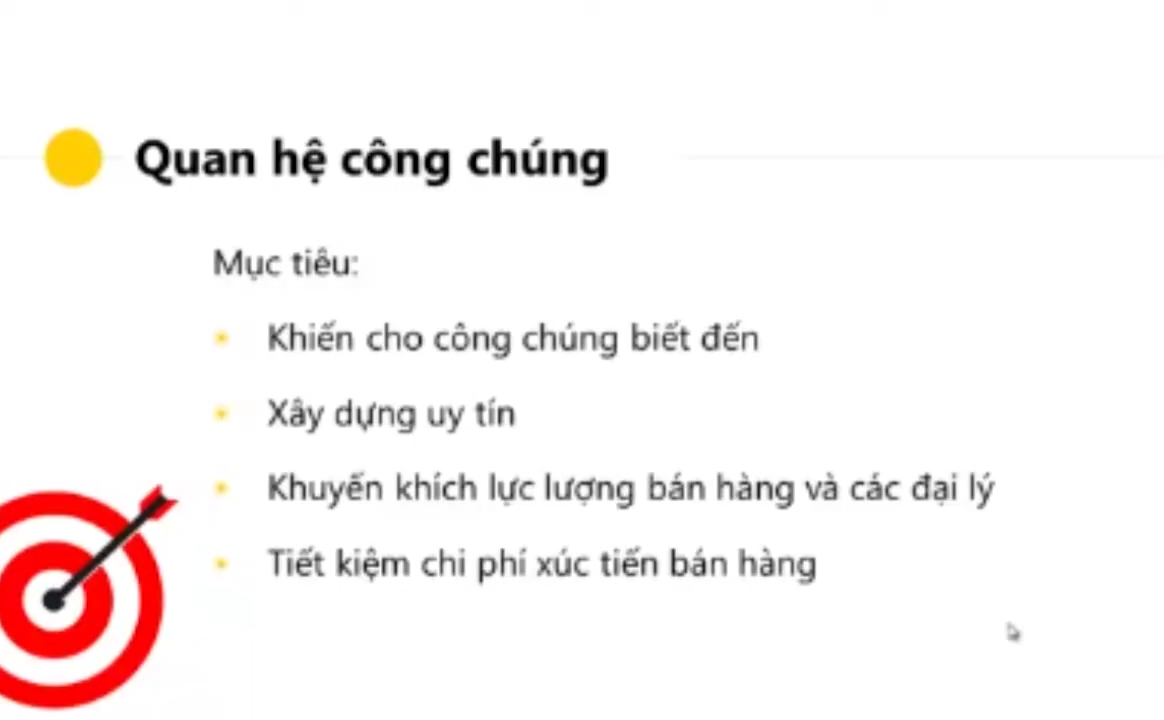 Quan hệ công chúng
Mục tiêu:
Khiến cho công chúng biết đến
Xây dựng uy tín
Khuyến khích lực lượng bán hàng và các đại lý
Tiết kiệm chi phí xúc tiến bán hàng